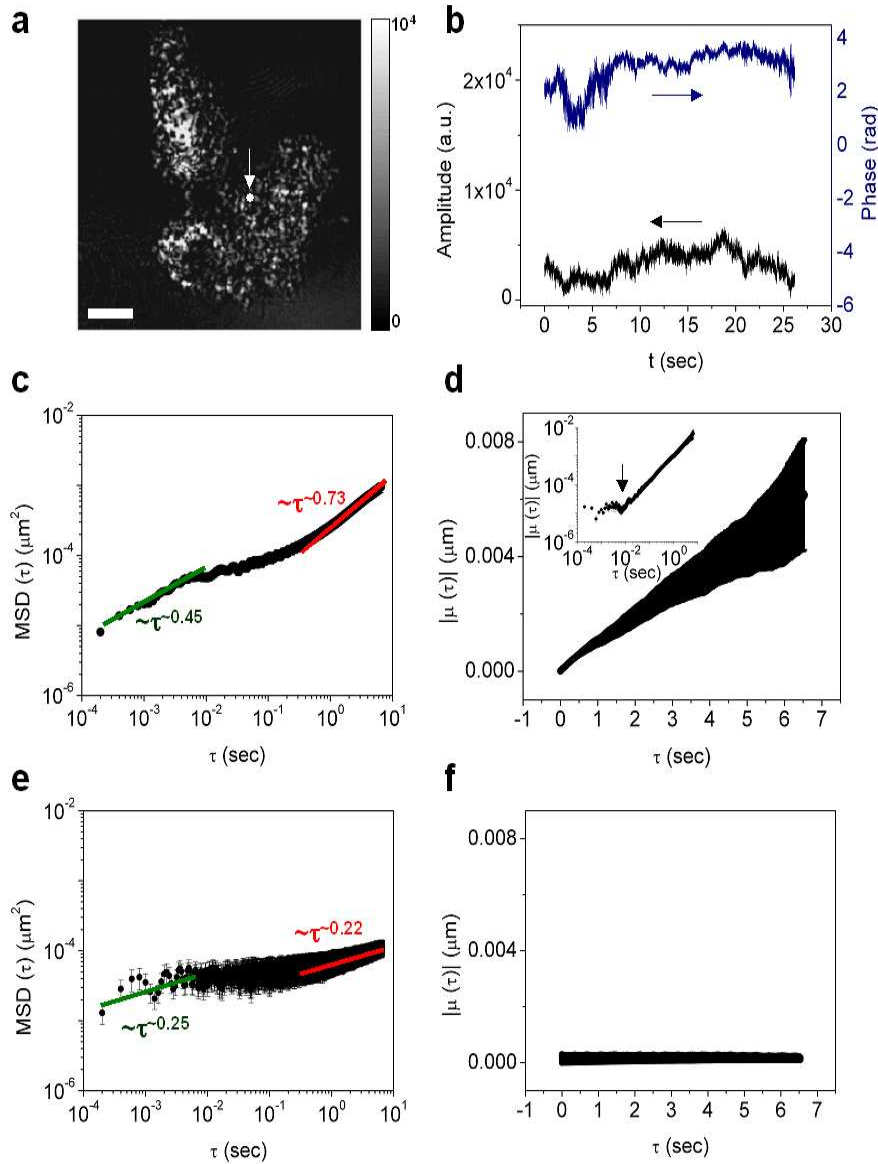 a
10⁴
0
b
Amplitude (a.u.)
2x10⁴
1x10⁴
0
4
2
0
-2
-4
-6
Phase (rad)
0 5 10 15 20 25 30
t (sec)
c
MSD (τ) (μm²)
10⁻²
10⁻⁴
10⁻⁶
~τ^~0.73
~τ^~0.45
10⁻⁴ 10⁻³ 10⁻² 10⁻¹ 10⁰ 10¹
τ (sec)
d
|μ (τ)| (μm)
0.008
0.004
0.000
|μ (τ)| (μm)
10⁻²
10⁻⁴
10⁻⁶
10⁻⁴ 10⁻² 10⁰
τ (sec)
-1 0 1 2 3 4 5 6 7
τ (sec)
e
MSD (τ) (μm²)
10⁻²
10⁻⁴
10⁻⁶
~τ^~0.22
~τ^~0.25
10⁻⁴ 10⁻³ 10⁻² 10⁻¹ 10⁰ 10¹
τ (sec)
f
|μ (τ)| (μm)
0.008
0.004
0.000
-1 0 1 2 3 4 5 6 7
τ (sec)